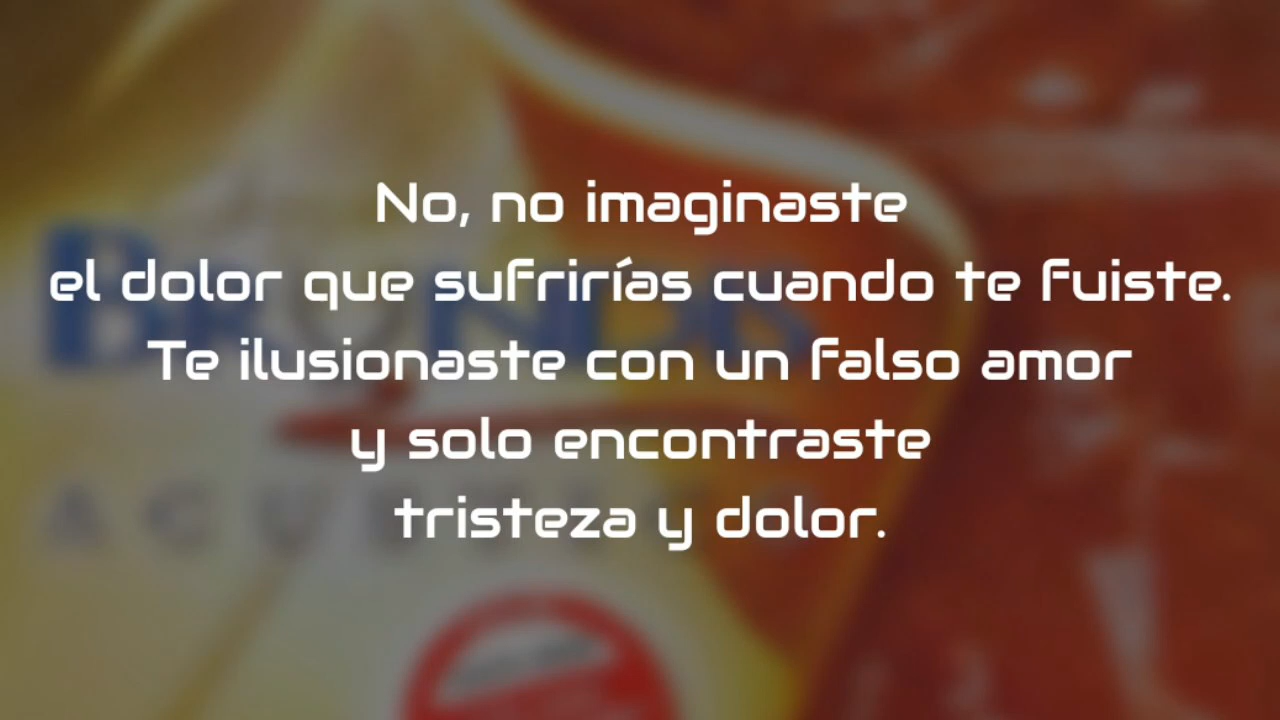 No, no imaginaste
el dolor que sufrirías cuando te fuiste.
Te ilusionaste con un falso amor
y solo encontraste
tristeza y dolor.